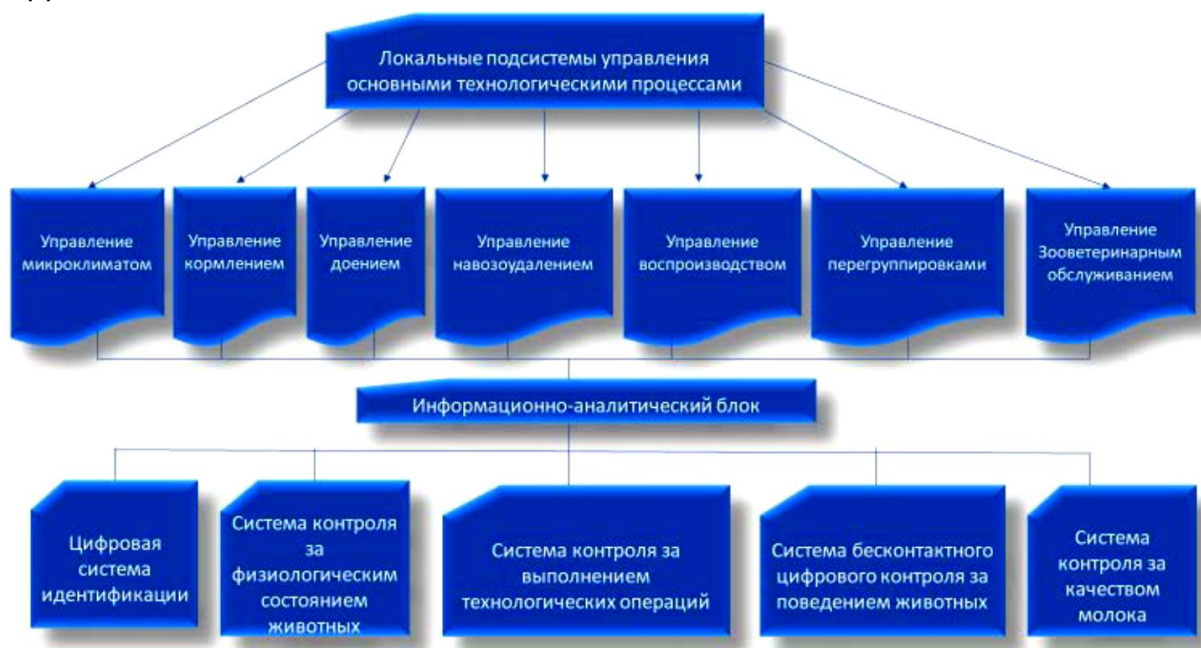 Локальные подсистемы управления
основными технологическими процессами
Управление
микроклиматом
Управление
кормлением
Управление
доением
Управление
навозоудалением
Управление
воспроизводством
Управление
перегруппировками
Управление
Зооветеринарным
обслуживанием
Информационно-аналитический блок
Цифровая
система
идентификации
Система контроля
за
физиологическим
состоянием
животных
Система контроля за
выполнением
технологических операций
Система бесконтактного
цифрового контроля за
поведением животных
Система
контроля за
качеством
молока